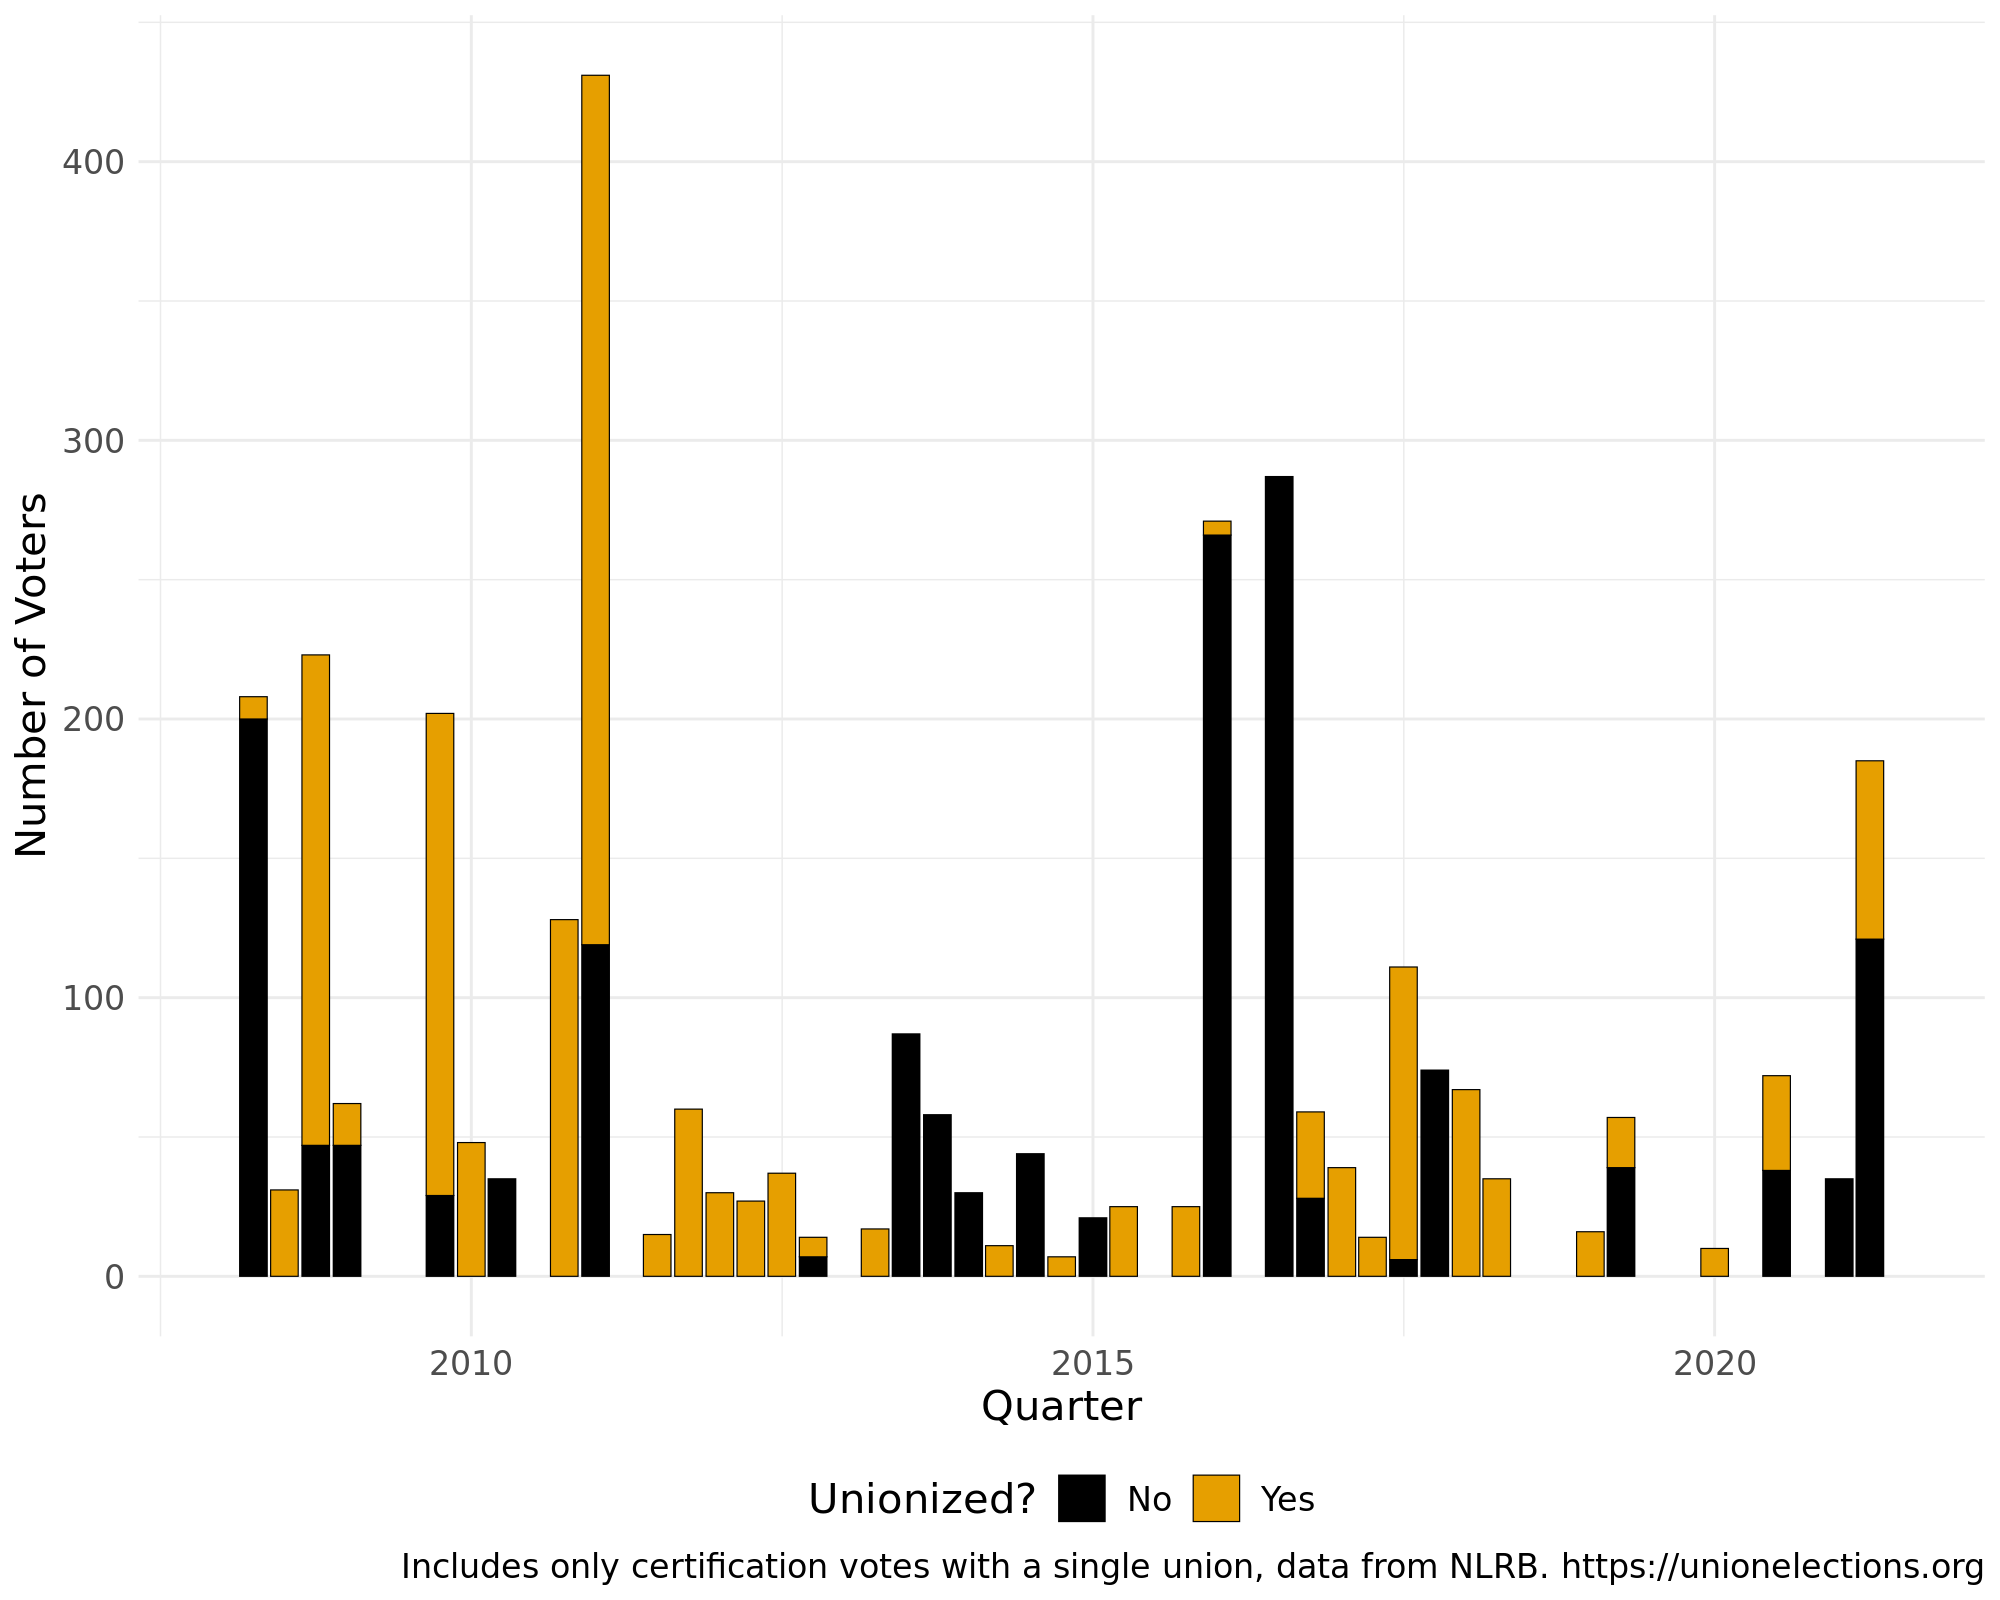 400
300
200
100
0
Number of Voters
2010
2015
2020
Quarter
Unionized? No Yes
Includes only certification votes with a single union, data from NLRB. https://unionelections.org